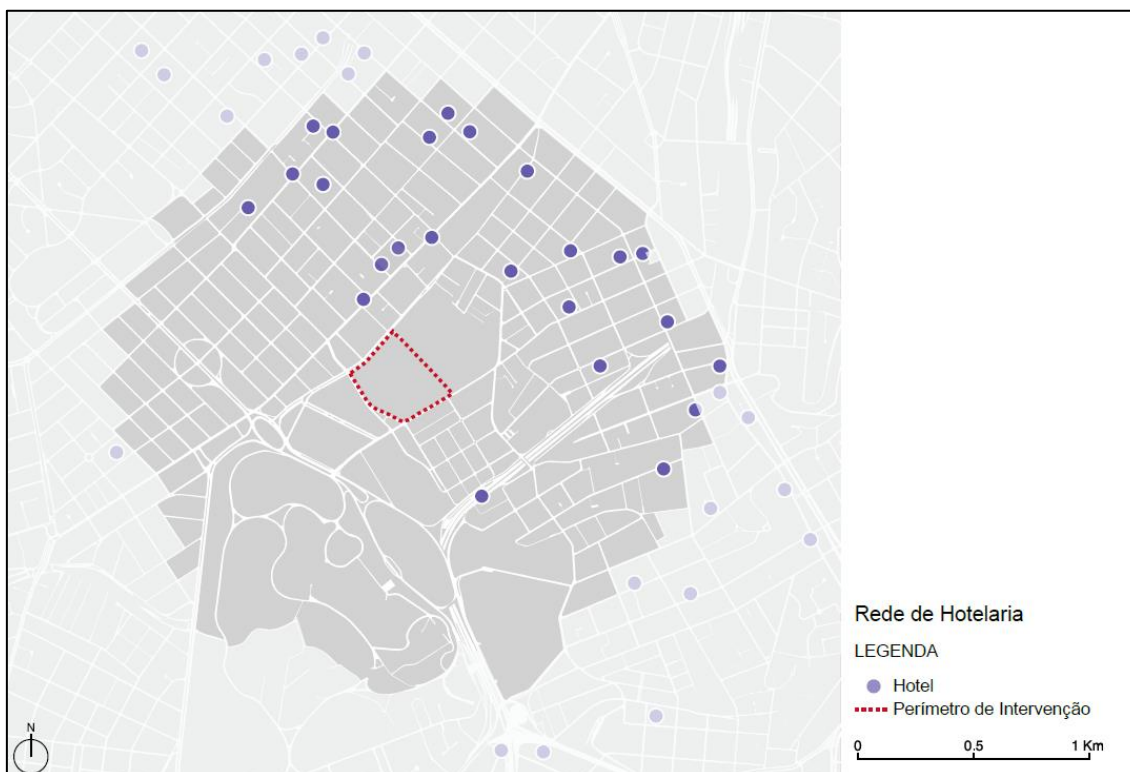 Rede de Hotelaria
LEGENDA
Hotel
Perímetro de Intervenção
N
0 0.5 1 Km